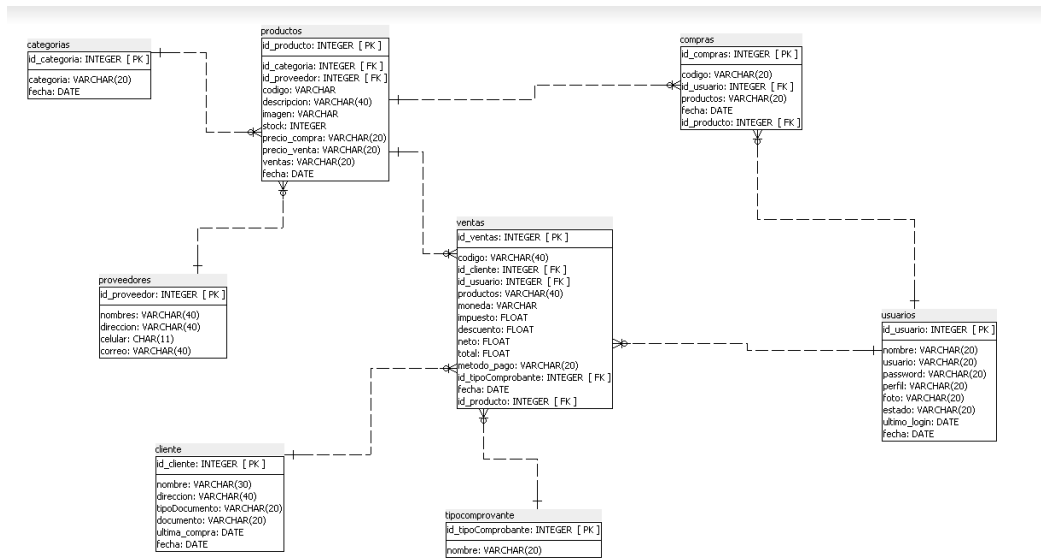 categorias
id_categoria: INTEGER [ PK ]
categoria: VARCHAR(20)
fecha: DATE
productos
id_producto: INTEGER [ PK ]
id_categoria: INTEGER [ FK ]
id_proveedor: INTEGER [ FK ]
codigo: VARCHAR
descripcion: VARCHAR(40)
imagen: VARCHAR
stock: INTEGER
precio_compra: VARCHAR(20)
precio_venta: VARCHAR(20)
ventas: VARCHAR(20)
fecha: DATE
compras
id_compras: INTEGER [ PK ]
codigo: VARCHAR(20)
id_usuario: INTEGER [ FK ]
productos: VARCHAR(20)
fecha: DATE
id_producto: INTEGER [ FK ]
ventas
id_ventas: INTEGER [ PK ]
codigo: VARCHAR(40)
id_cliente: INTEGER [ FK ]
id_usuario: INTEGER [ FK ]
productos: VARCHAR(40)
moneda: VARCHAR
impuesto: FLOAT
descuento: FLOAT
neto: FLOAT
total: FLOAT
metodo_pago: VARCHAR(20)
id_tipoComprobante: INTEGER [ FK ]
fecha: DATE
id_producto: INTEGER [ FK ]
proveedores
id_proveedor: INTEGER [ PK ]
nombres: VARCHAR(40)
direccion: VARCHAR(40)
celular: CHAR(11)
correo: VARCHAR(40)
usuarios
id_usuario: INTEGER [ PK ]
nombre: VARCHAR(20)
usuario: VARCHAR(20)
password: VARCHAR(20)
perfil: VARCHAR(20)
foto: VARCHAR(20)
estado: VARCHAR(20)
ultimo_login: DATE
fecha: DATE
cliente
id_cliente: INTEGER [ PK ]
nombre: VARCHAR(30)
direccion: VARCHAR(40)
tipoDocumento: VARCHAR(20)
documento: VARCHAR(20)
ultima_compra: DATE
fecha: DATE
tipocomprovante
id_tipoComprobante: INTEGER [ PK ]
nombre: VARCHAR(20)